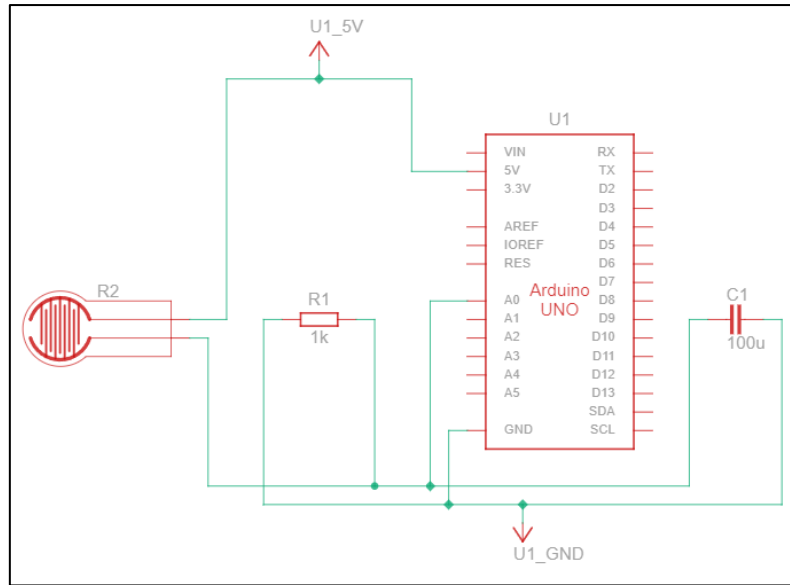 U1_5V
U1
VIN
5V
3.3V
AREF
IOREF
RES
A0
A1
A2
A3
A4
A5
GND
Arduino
UNO
RX
TX
D2
D3
D4
D5
D6
D7
D8
D9
D10
D11
D12
D13
SDA
SCL
R2
R1
1k
C1
100u
U1_GND